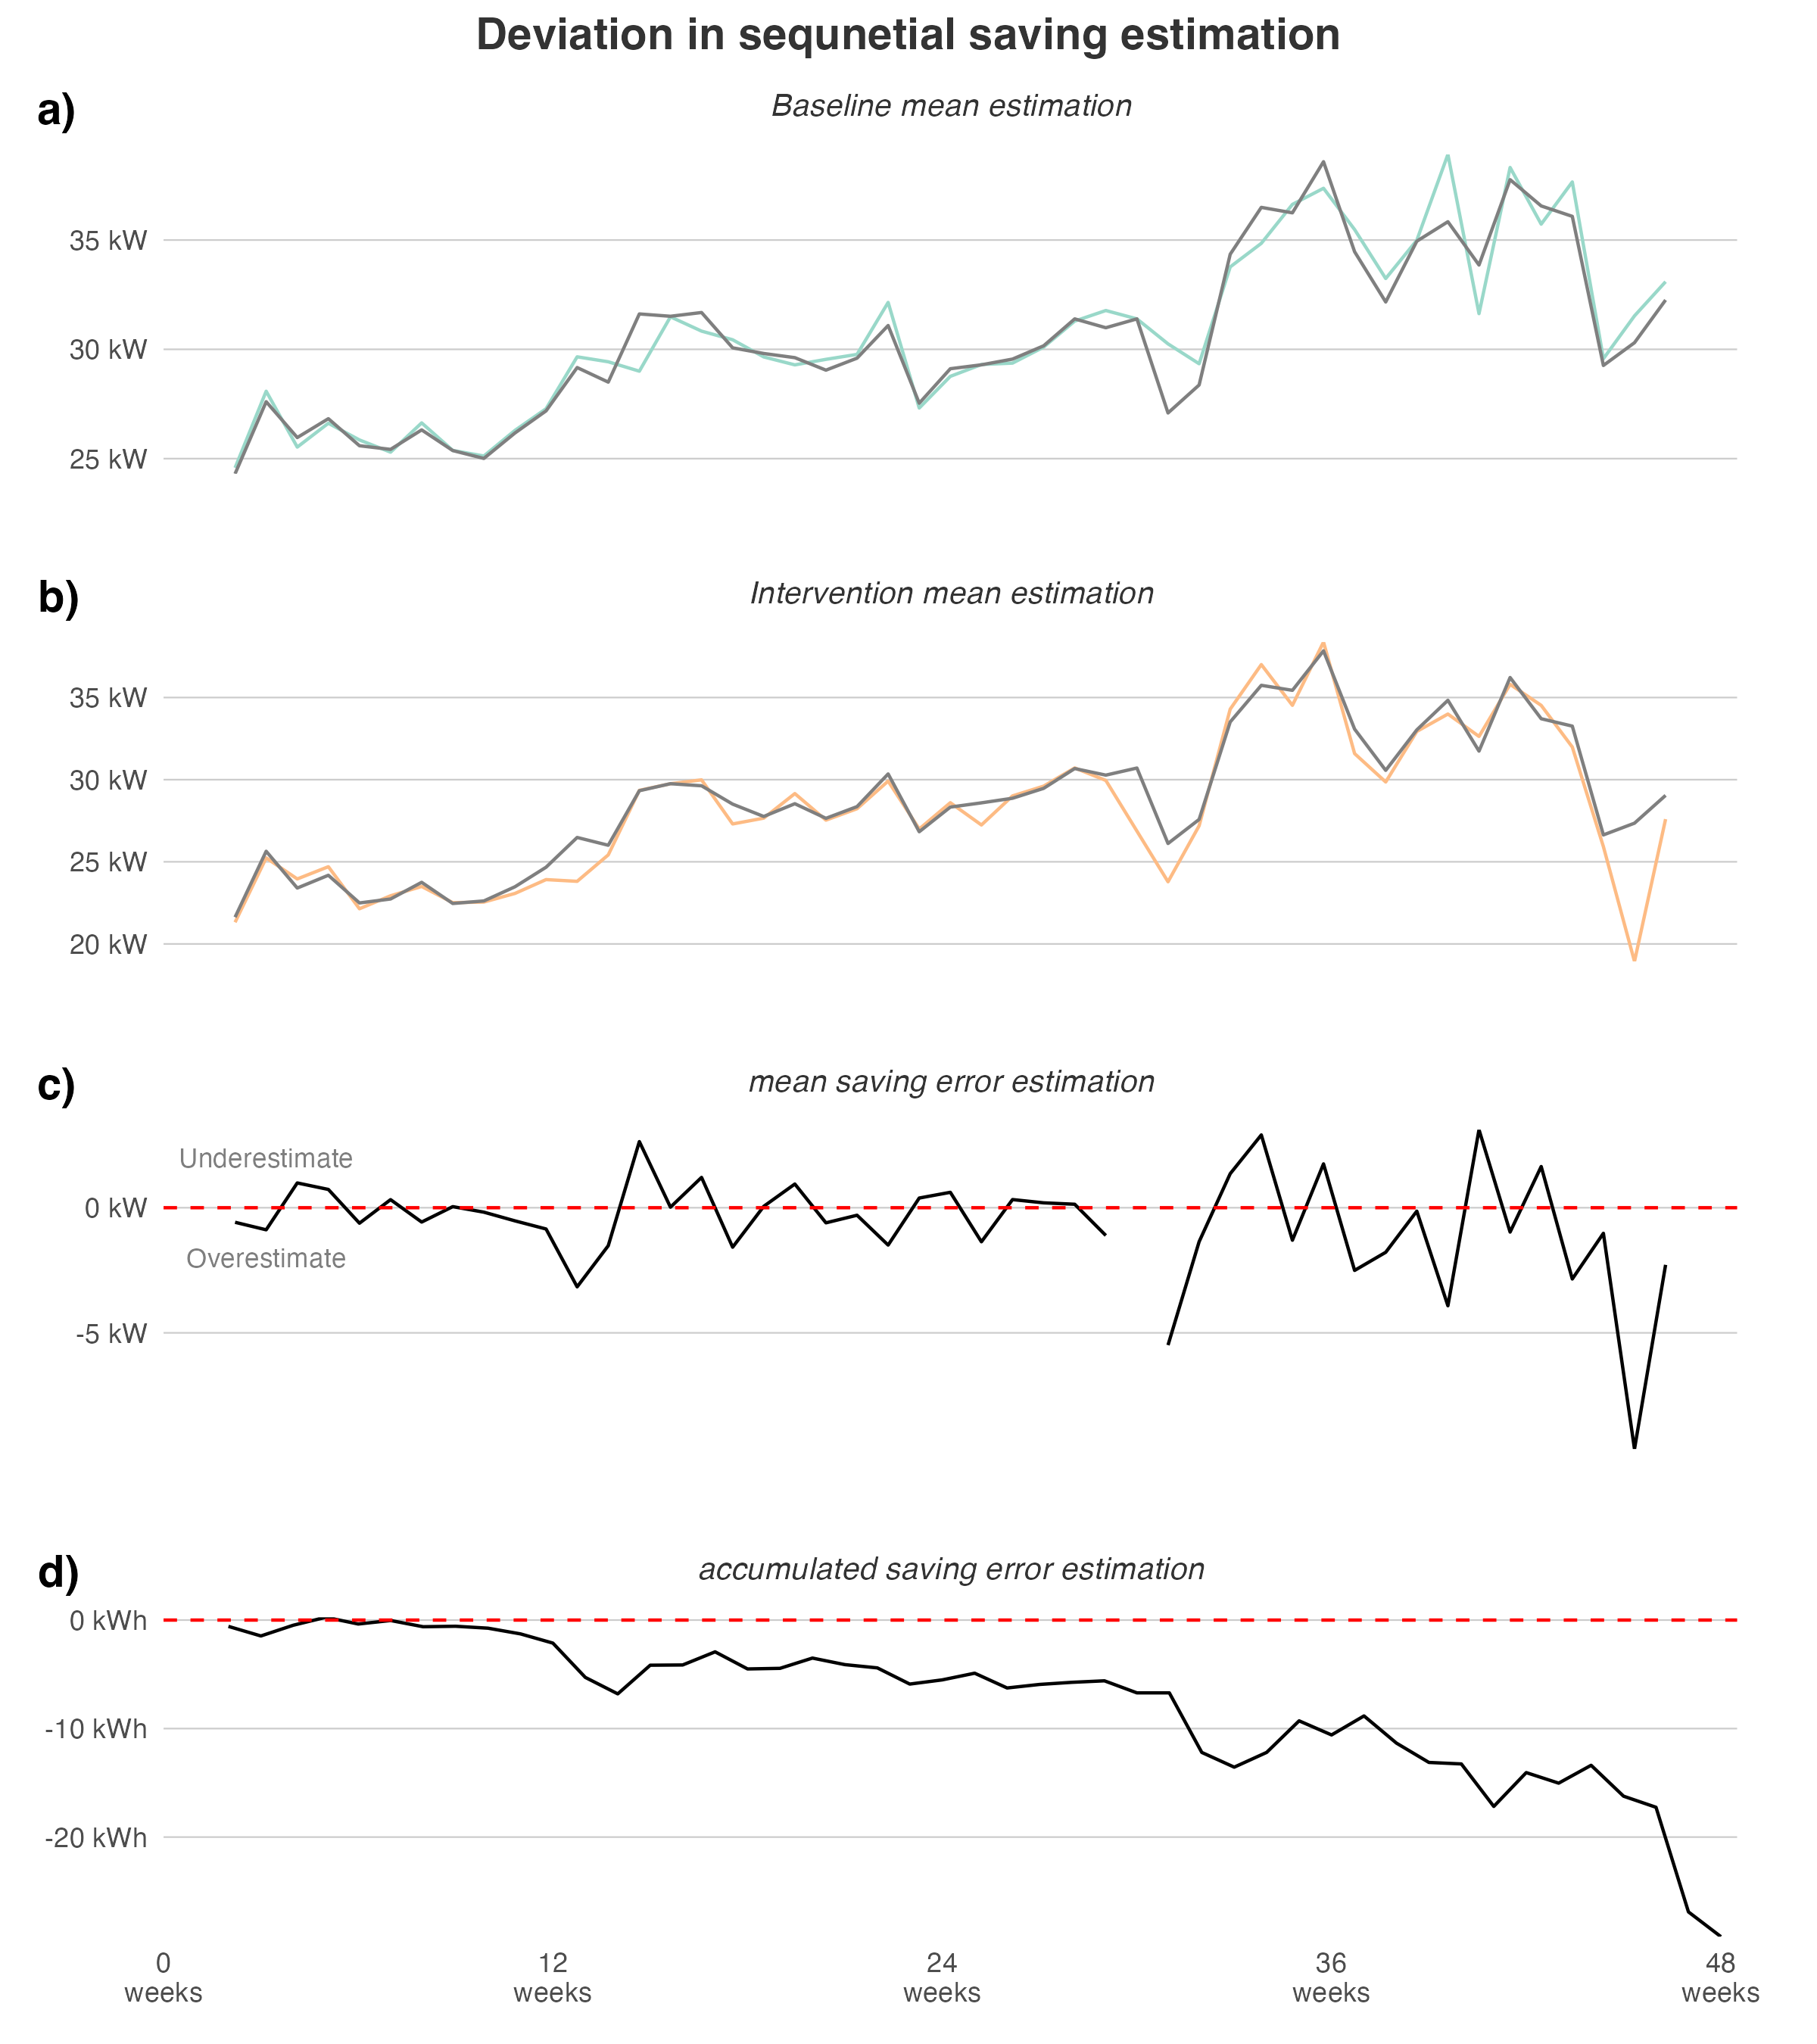 Deviation in sequnetial saving estimation
a)
Baseline mean estimation
35 kW
30 kW
25 kW
b)
Intervention mean estimation
35 kW
30 kW
25 kW
20 kW
c)
mean saving error estimation
Underestimate
0 kW
Overestimate
-5 kW
d)
accumulated saving error estimation
0 kWh
-10 kWh
-20 kWh
0 12 24 36 48
weeks weeks weeks weeks weeks